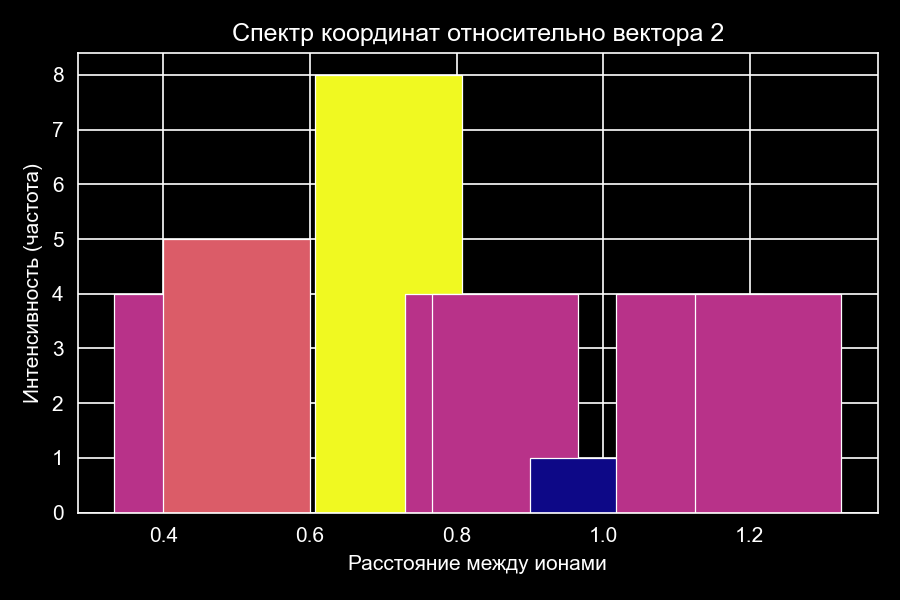 Спектр координат относительно вектора 2
Интенсивность (частота)
8
7
6
5
4
3
2
1
0
0.4 0.6 0.8 1.0 1.2
Расстояние между ионами